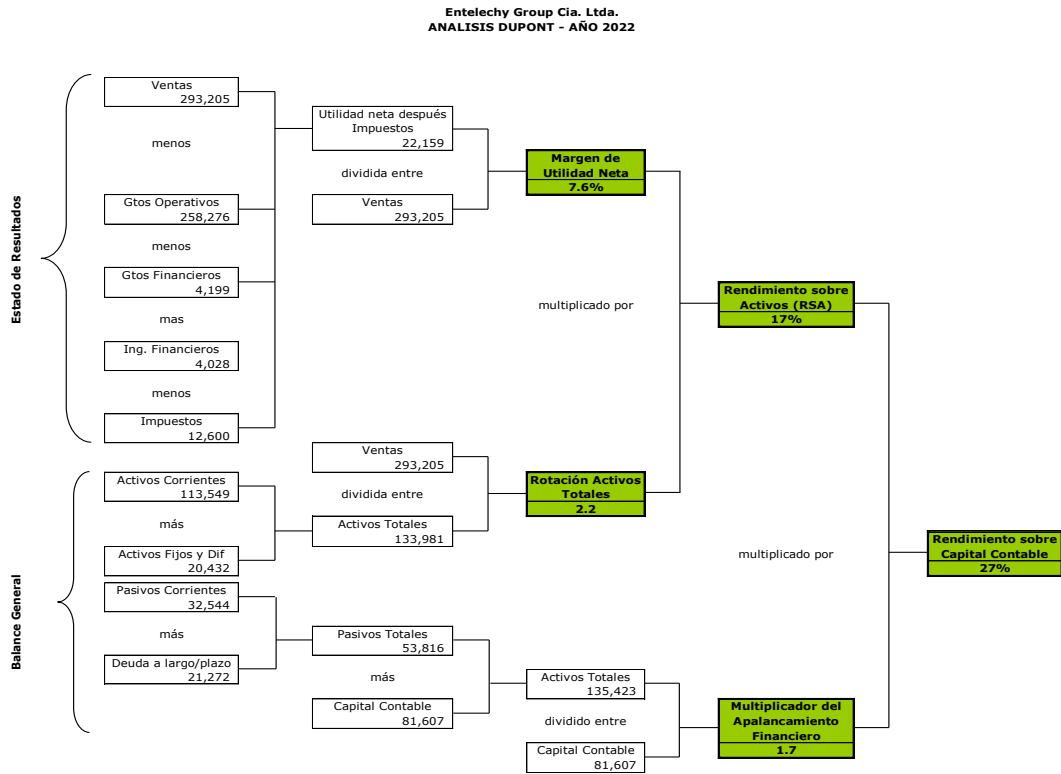 Entelechy Group Cia. Ltda.
ANALISIS DUPONT - AÑO 2022
Estado de Resultados
Ventas
293,205
menos
Gtos Operativos
258,276
menos
Gtos Financieros
4,199
mas
Ing. Financieros
4,028
menos
Impuestos
12,600
Utilidad neta después
Impuestos
22,159
dividida entre
Ventas
293,205
Margen de
Utilidad Neta
7.6%
multiplicado por
Rendimiento sobre
Activos (RSA)
17%
Balance General
Activos Corrientes
113,549
más
Activos Fijos y Dif
20,432
Pasivos Corrientes
32,544
más
Deuda a largo/plazo
21,272
Ventas
293,205
dividida entre
Activos Totales
133,981
Rotación Activos
Totales
2.2
multiplicado por
Rendimiento sobre
Capital Contable
27%
Pasivos Totales
53,816
más
Capital Contable
81,607
Activos Totales
135,423
dividido entre
Capital Contable
81,607
Multiplicador del
Apalancamiento
Financiero
1.7